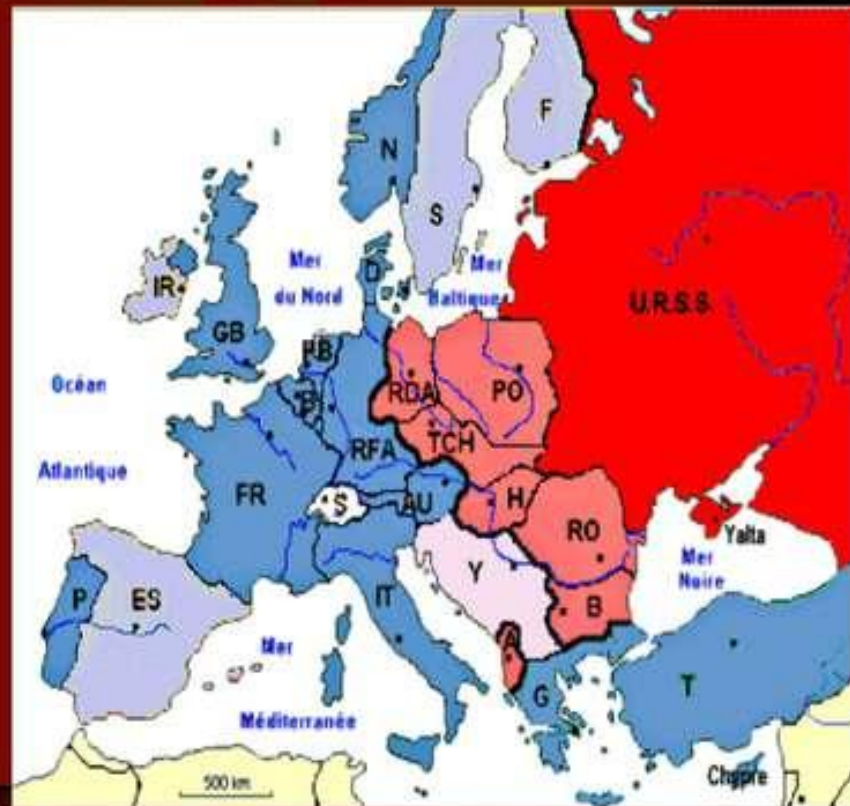 F
N
S
Mer
du Nord
Mer
Baltique
D
IR
GB
U.R.S.S.
PB
B
RDA
PO
Océan
Atlantique
RFA
TCH
FR
S
AU
H
RO
Yalta
Mer
Noire
Y
P
ES
IT
B
A
Mer
Méditerranée
G
T
500 km
Chypre